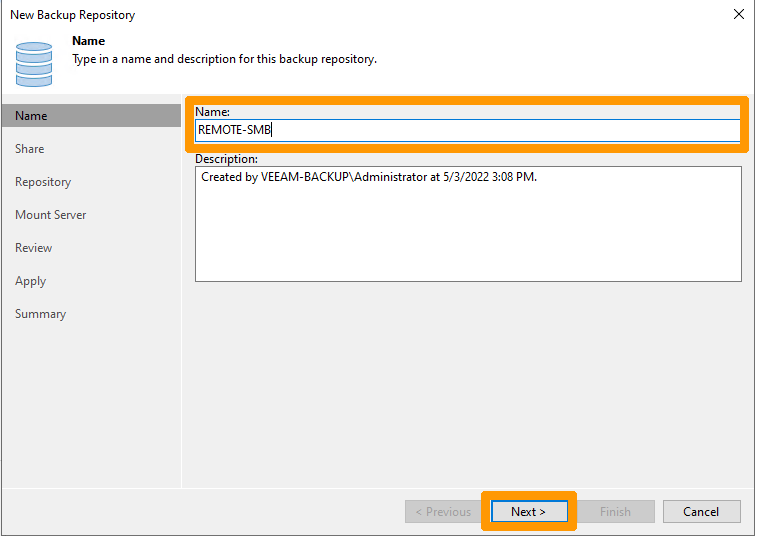 New Backup Repository
Name
Type in a name and description for this backup repository.
Name
Share
Repository
Mount Server
Review
Apply
Summary
Name:
REMOTE-SMB
Description:
Created by VEEAM-BACKUP\Administrator at 5/3/2022 3:08 PM.
< Previous
Next >
Finish
Cancel